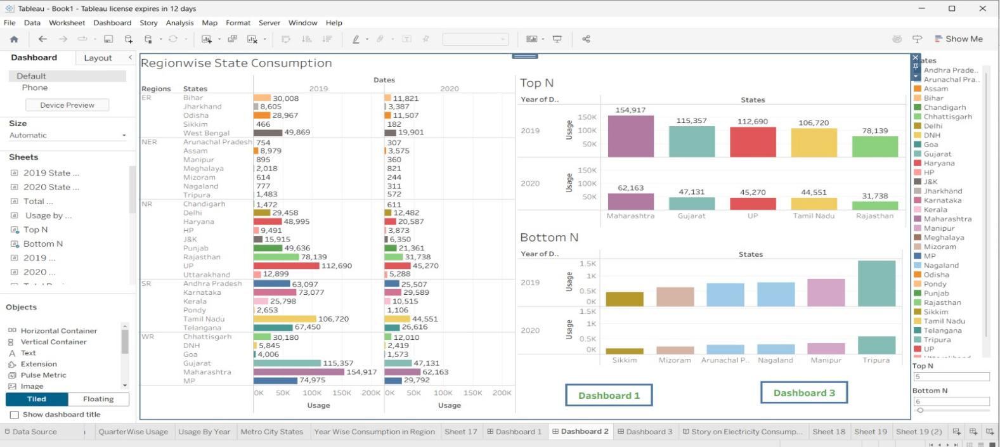 Tableau - Book1 - Tableau license expires in 12 days
File Data Worksheet Dashboard Story Analysis Map Format Server Window Help
Show Me
Dashboard Layout
Default
Phone
Device Preview
Size
Automatic
Sheets
2019 State ...
2020 State ...
Total ...
Usage by ...
Top N
Bottom N
2019 ...
2020 ...
Objects
Horizontal Container
Vertical Container
Text
Extension
Pulse Metric
Image
Tiled Floating
Show dashboard title
Regionwise State Consumption
Dates
Regions States 2019 2020
ER Bihar 30,008 11,821
Jharkhand 8,605 3,387
Odisha 28,967 11,507
Sikkim 466 182
West Bengal 49,869 19,901
NER Arunachal Pradesh 754 307
Assam 8,979 3,575
Manipur 895 360
Meghalaya 2,018 821
Mizoram 614 244
Nagaland 777 311
Tripura 1,483 572
NR Chandigarh 1,472 611
Delhi 29,458 12,482
Haryana 48,995 20,587
HP 9,491 3,873
J&K 15,915 6,350
Punjab 49,636 21,361
Rajasthan 78,139 31,738
UP 112,690 45,270
Uttarakhand 12,899 5,288
SR Andhra Pradesh 63,097 25,507
Karnataka 73,077 29,589
Kerala 25,798 10,515
Pondy 2,653 1,106
Tamil Nadu 106,720 44,551
Telangana 67,450 26,616
WR Chhattisgarh 30,180 12,010
DNH 5,845 2,419
Goa 4,006 1,573
Gujarat 115,357 47,131
Maharashtra 154,917 62,163
MP 74,975 29,792
0K 50K 100K 150K 200K 0K 50K 100K 150K 200K
Usage Usage
Top N
Year of D.. States
2019
Usage
150K
100K
50K
154,917 115,357 112,690 106,720 78,139
2020
Usage
150K
100K
50K
62,163 47,131 45,270 44,551 31,738
Maharashtra Gujarat UP Tamil Nadu Rajasthan
Bottom N
Year of D.. States
2019
Usage
1.5K
1K
0.5K
0K
2020
Usage
1.5K
1K
0.5K
0K
Sikkim Mizoram Arunachal P.. Nagaland Manipur Tripura
Dashboard 1 Dashboard 3
ates
Andhra Prade..
Arunachal Pra..
Assam
Bihar
Chandigarh
Chhattisgarh
Delhi
DNH
Goa
Gujarat
Haryana
HP
J&K
Jharkhand
Karnataka
Kerala
Maharashtra
Manipur
Meghalaya
Mizoram
MP
Nagaland
Odisha
Pondy
Punjab
Rajasthan
Sikkim
Tamil Nadu
Telangana
Tripura
UP
Top N
5
Bottom N
6
Data Source QuarterWise Usage Usage By Year Metro City States Year Wise Consumption in Region Sheet 17 Dashboard 1 Dashboard 2 Dashboard 3 Story on Electricity Consump... Sheet 18 Sheet 19 Sheet 19 (2)